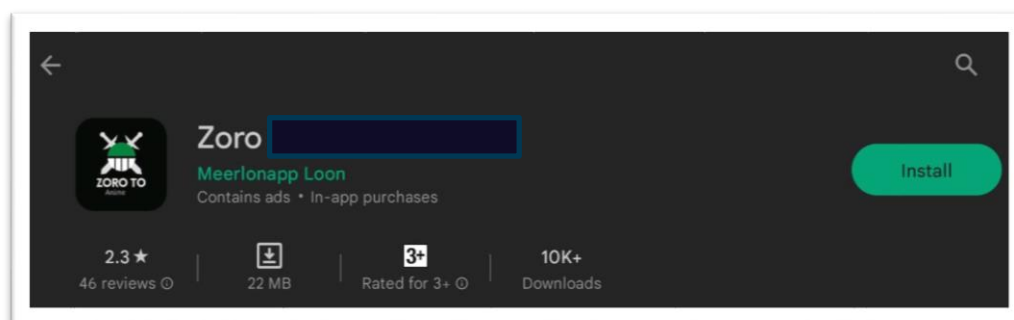 Zoro
Meerlonapp Loon
Contains ads • In-app purchases
Install
ZORO TO
Anime
2.3★
46 reviews
22 MB
3+
Rated for 3+
10K+
Downloads